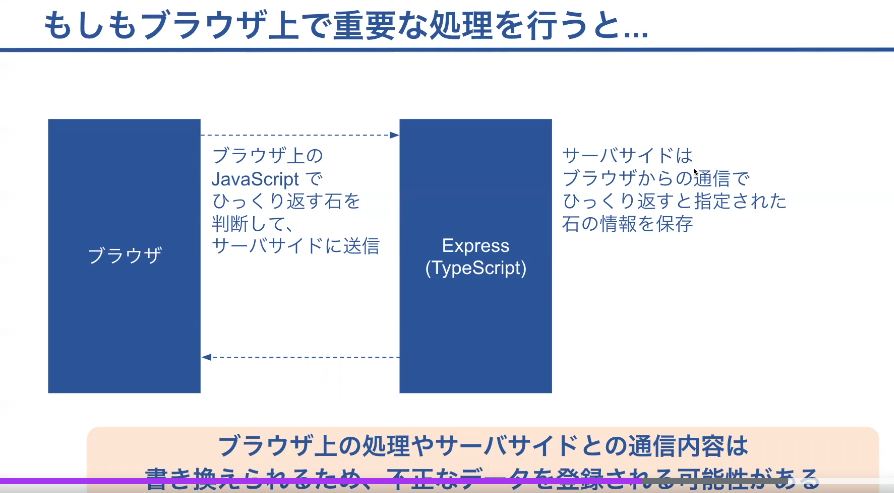 もしもブラウザ上で重要な処理を行うと...
ブラウザ
ブラウザ上の
JavaScript で
ひっくり返す石を
判断して、
サーバサイドに送信
Express
(TypeScript)
サーバサイドは
ブラウザからの通信で
ひっくり返すと指定された
石の情報を保存
ブラウザ上の処理やサーバサイドとの通信内容は
書き換えられるため、不正なデータを登録される可能性がある